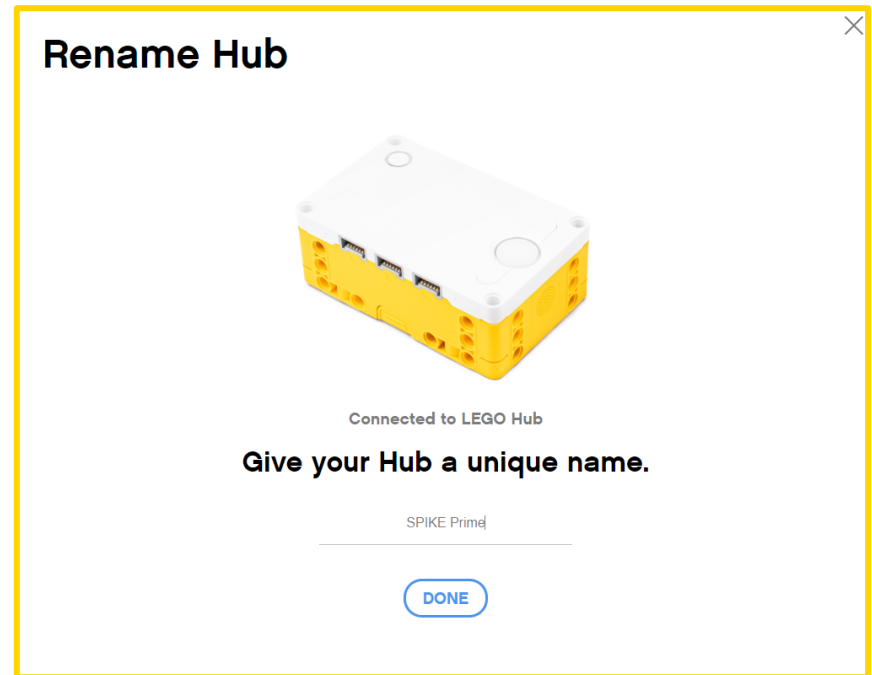 Rename Hub
Connected to LEGO Hub
Give your Hub a unique name.
SPIKE Prime
DONE